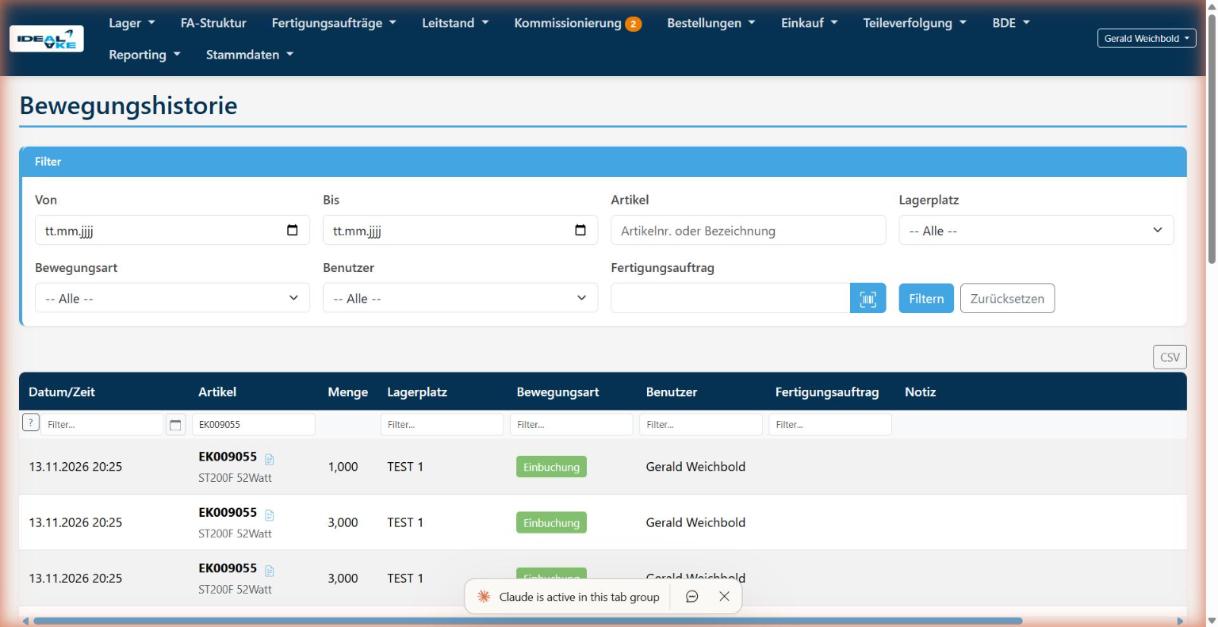 IDEAL AKE
Lager
FA-Struktur
Fertigungsaufträge
Leitstand
Kommissionierung 2
Bestellungen
Einkauf
Teileverfolgung
BDE
Gerald Weichbold
Reporting
Stammdaten
Bewegungshistorie
Filter
Von
Bis
Artikel
Lagerplatz
tt.mm.jjjj
tt.mm.jjjj
Artikelnr. oder Bezeichnung
-- Alle --
Bewegungsart
Benutzer
Fertigungsauftrag
-- Alle --
-- Alle --
Filtern
Zurücksetzen
CSV
Datum/Zeit Artikel Menge Lagerplatz Bewegungsart Benutzer Fertigungsauftrag Notiz
? Filter... EK009055 Filter... Filter... Filter... Filter...
13.11.2026 20:25 EK009055 1,000 TEST 1 Einbuchung Gerald Weichbold
ST200F 52Watt
13.11.2026 20:25 EK009055 3,000 TEST 1 Einbuchung Gerald Weichbold
ST200F 52Watt
13.11.2026 20:25 EK009055 3,000 TEST 1 Einbuchung Gerald Weichbold
ST200F 52Watt
Claude is active in this tab group